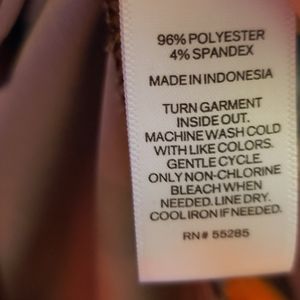 96% POLYESTER
4% SPANDEX
MADE IN INDONESIA
TURN GARMENT
INSIDE OUT.
MACHINE WASH COLD
WITH LIKE COLORS.
GENTLE CYCLE.
ONLY NON-CHLORINE
BLEACH WHEN
NEEDED. LINE DRY.
COOL IRON IF NEEDED.
RN# 55285